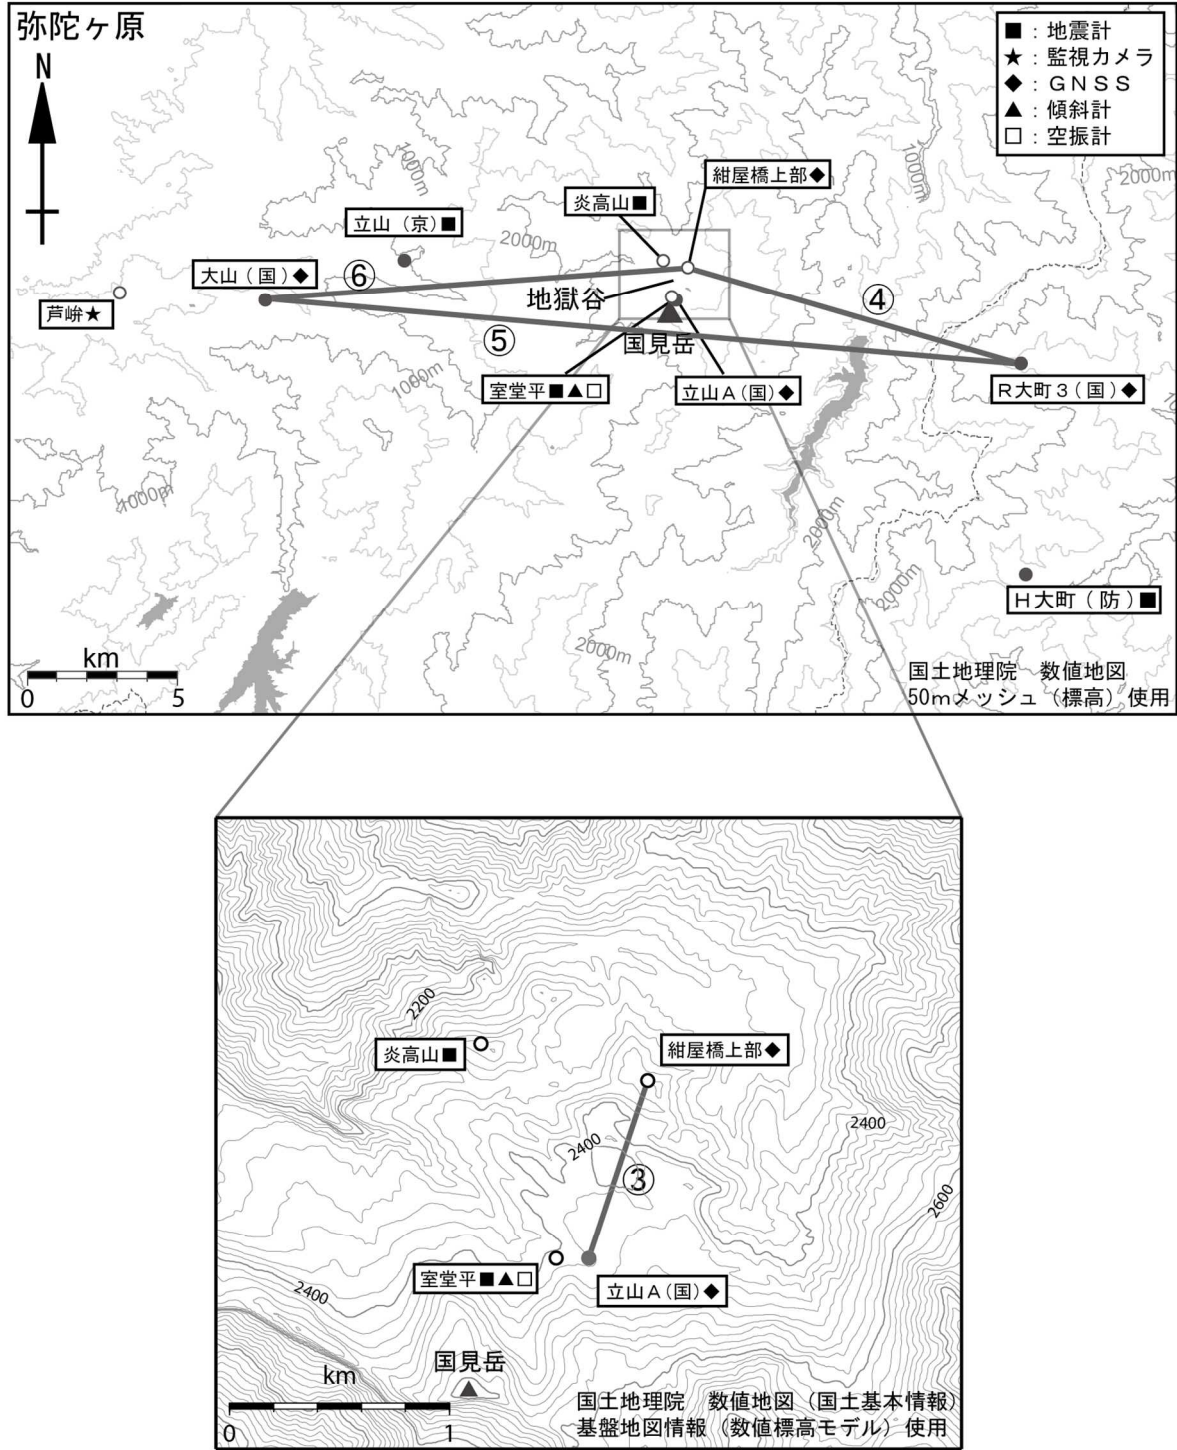 弥陀ヶ原
N
■：地震計
★：監視カメラ
◆：ＧＮＳＳ
▲：傾斜計
□：空振計
1000m
1000m
2000m
紺屋橋上部◆
炎高山■
立山（京）■
2000m
大山（国）◆
⑥
④
地獄谷
芦峅★
⑤
国見岳
1000m
室堂平■▲□
立山Ａ（国）◆
Ｒ大町３（国）◆
1000m
2000m
2000m
Ｈ大町（防）■
2000m
km
0 5
国土地理院　数値地図
50mメッシュ（標高）使用
2200
炎高山■
紺屋橋上部◆
2400
2400
③
2600
室堂平■▲□
立山Ａ（国）◆
2400
国見岳
km
0 1
国土地理院　数値地図（国土基本情報）
基盤地図情報（数値標高モデル）使用